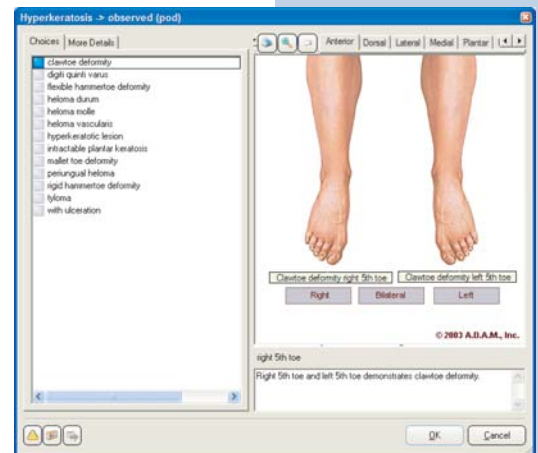 Hyperkeratosis -> observed (pod)
Choices More Details
clawtoe deformity
digiti quinti varus
flexible hammertoe deformity
heloma durum
heloma molle
heloma vascularis
hyperkeratotic lesion
intractable plantar keratosis
mallet toe deformity
periungual heloma
rigid hammertoe deformity
tyloma
with ulceration
Anterior Dorsal Lateral Medial Plantar
Clawtoe deformity right 5th toe Clawtoe deformity left 5th toe
Right Bilateral Left
© 2003 A.D.A.M., Inc.
right 5th toe
Right 5th toe and left 5th toe demonstrates clawtoe deformity.
OK Cancel